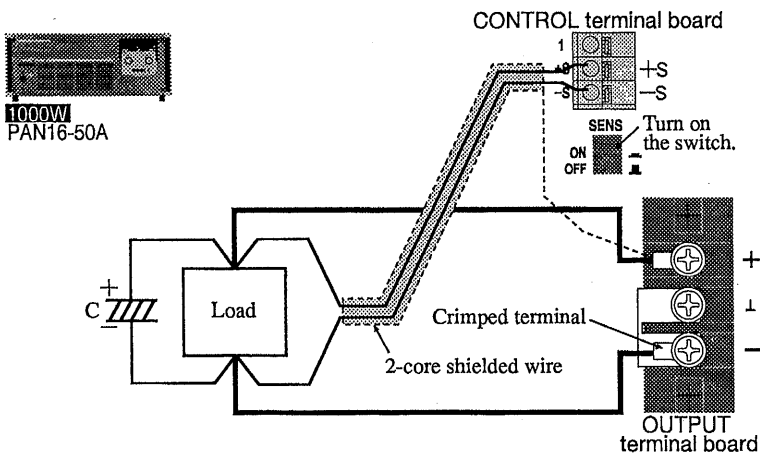 CONTROL terminal board
1
+S
+S
-S
-S
SENS
ON
OFF
Turn on
the switch.
1000W
PAN16-50A
+
C
-
Load
Crimped terminal
2-core shielded wire
+
⊥
-
OUTPUT
terminal board